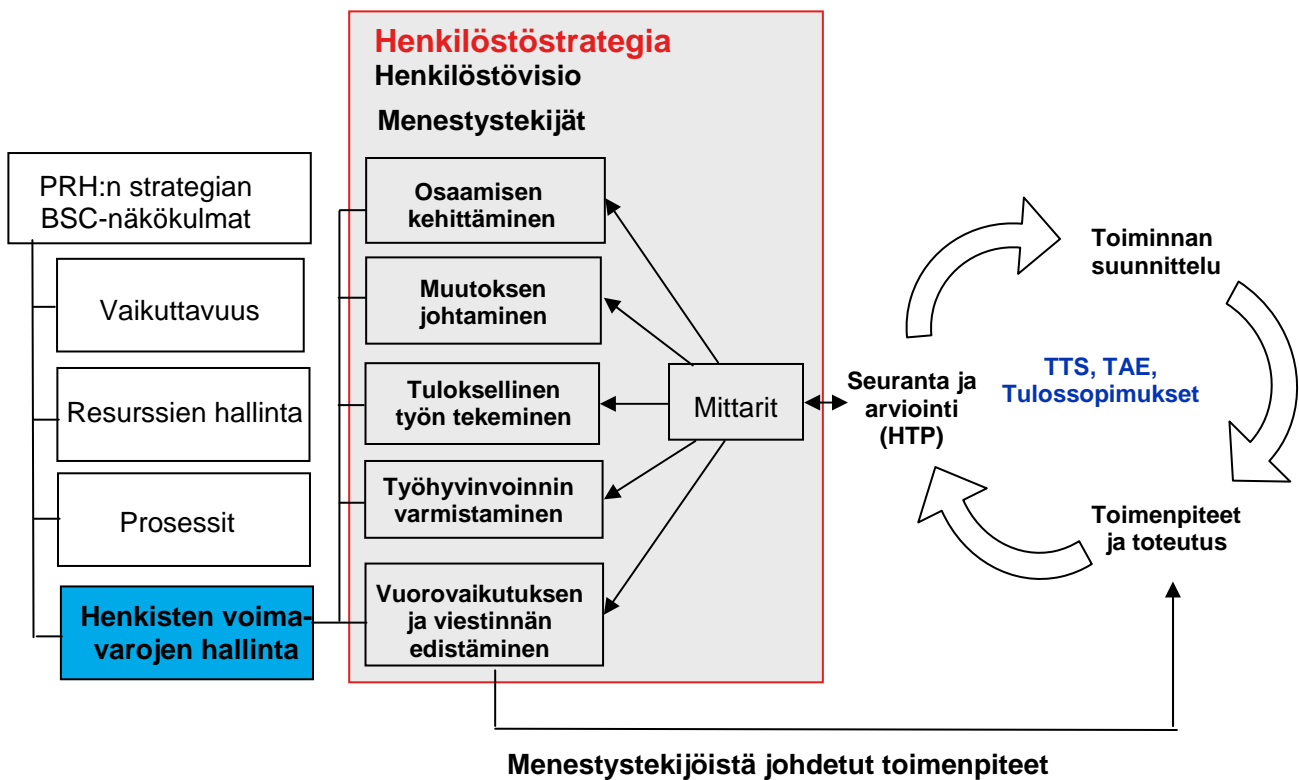 Henkilöstöstrategia
Henkilöstövisio
Menestystekijät
PRH:n strategian
BSC-näkökulmat
Vaikuttavuus
Resurssien hallinta
Prosessit
Henkisten voima-
varojen hallinta
Osaamisen
kehittäminen
Muutoksen
johtaminen
Tuloksellinen
työn tekeminen
Työhyvinvoinnin
varmistaminen
Vuorovaikutuksen
ja viestinnän
edistäminen
Mittarit
Seuranta ja
arviointi
(HTP)
Toiminnan
suunnittelu
TTS, TAE,
Tulossopimukset
Toimenpiteet
ja toteutus
Menestystekijöistä johdetut toimenpiteet